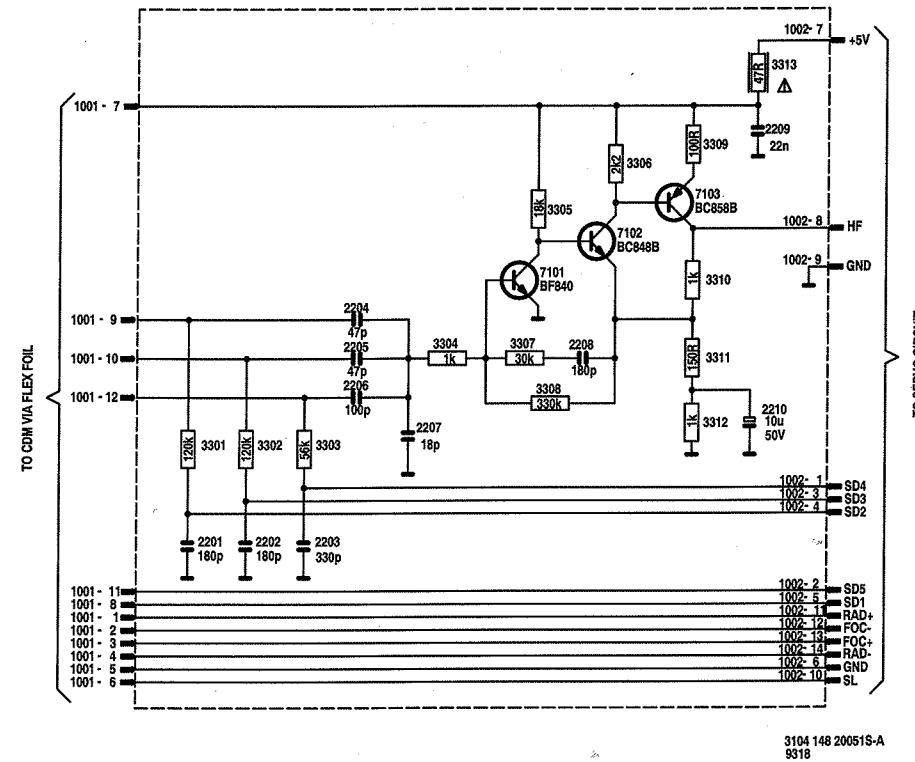 1002- 7
+5V
47R
3313
1001 - 7
2209
22n
100R
3309
2k2
3306
18k
3305
7103
BC858B
7102
BC848B
1002- 8
HF
1002- 9
GND
7101
BF840
1k
3310
2204
47p
1001 - 9
2205
47p
1001 - 10
3304
1k
3307
30k
2208
180p
150R
3311
2206
100p
1001 - 12
3308
330k
TO CDM VIA FLEX FOIL
1k
3312
2210
10u
50V
2207
18p
120k
3301
120k
3302
56k
3303
1002- 1
SD4
1002- 3
SD3
1002- 4
SD2
2201
180p
2202
180p
2203
330p
1001 - 11
1002- 2
SD5
1001 - 8
1002- 5
SD1
1001 - 1
1002- 11
RAD+
1001 - 2
1002- 12
FOC-
1001 - 3
1002- 13
FOC+
1001 - 4
1002- 14
RAD-
1001 - 5
1002- 6
GND
1001 - 6
1002- 10
SL
3104 148 20051S-A
9318